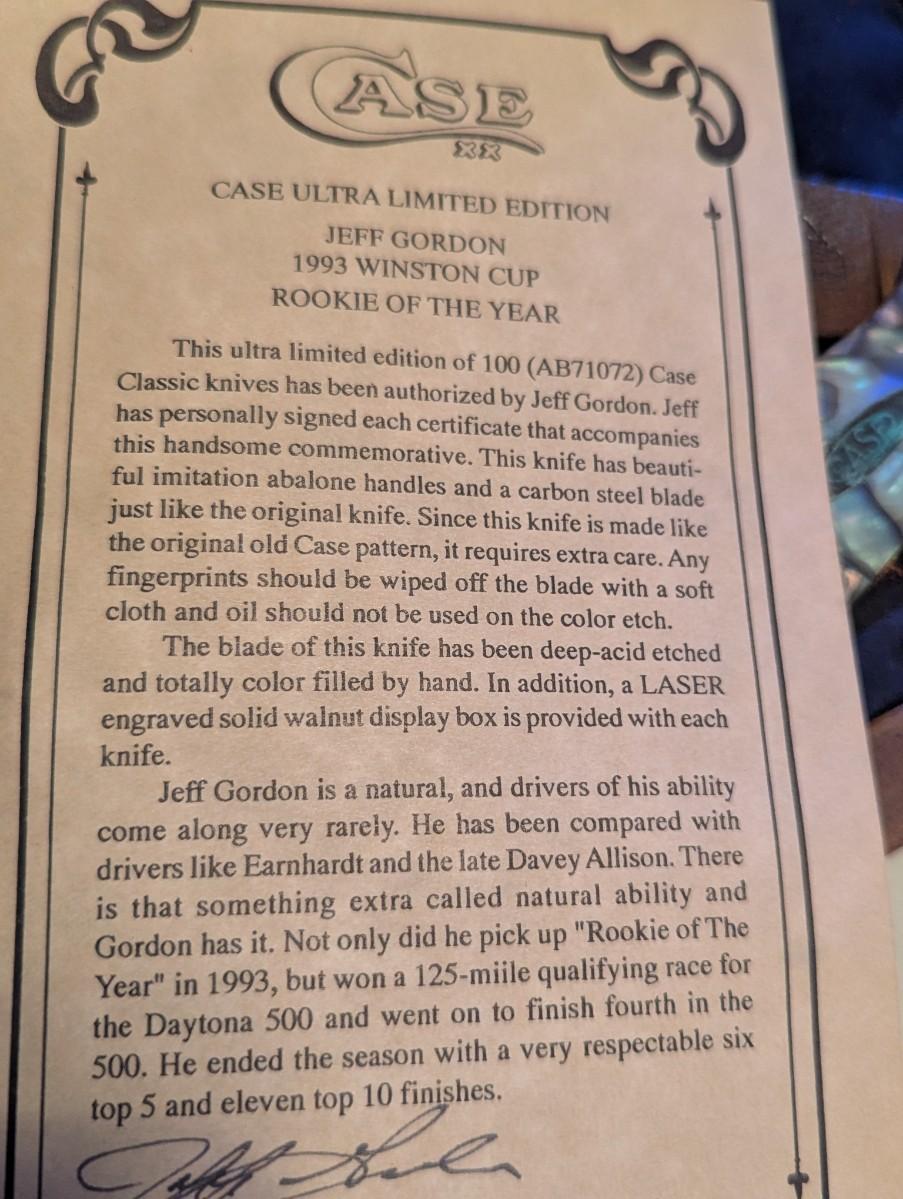 CASE
XX
CASE ULTRA LIMITED EDITION
JEFF GORDON
1993 WINSTON CUP
ROOKIE OF THE YEAR
This ultra limited edition of 100 (AB71072) Case
Classic knives has been authorized by Jeff Gordon. Jeff
has personally signed each certificate that accompanies
this handsome commemorative. This knife has beauti-
ful imitation abalone handles and a carbon steel blade
just like the original knife. Since this knife is made like
the original old Case pattern, it requires extra care. Any
fingerprints should be wiped off the blade with a soft
cloth and oil should not be used on the color etch.
The blade of this knife has been deep-acid etched
and totally color filled by hand. In addition, a LASER
engraved solid walnut display box is provided with each
knife.
Jeff Gordon is a natural, and drivers of his ability
come along very rarely. He has been compared with
drivers like Earnhardt and the late Davey Allison. There
is that something extra called natural ability and
Gordon has it. Not only did he pick up "Rookie of The
Year" in 1993, but won a 125-miile qualifying race for
the Daytona 500 and went on to finish fourth in the
500. He ended the season with a very respectable six
top 5 and eleven top 10 finishes.
Jeff Gordon
CASE